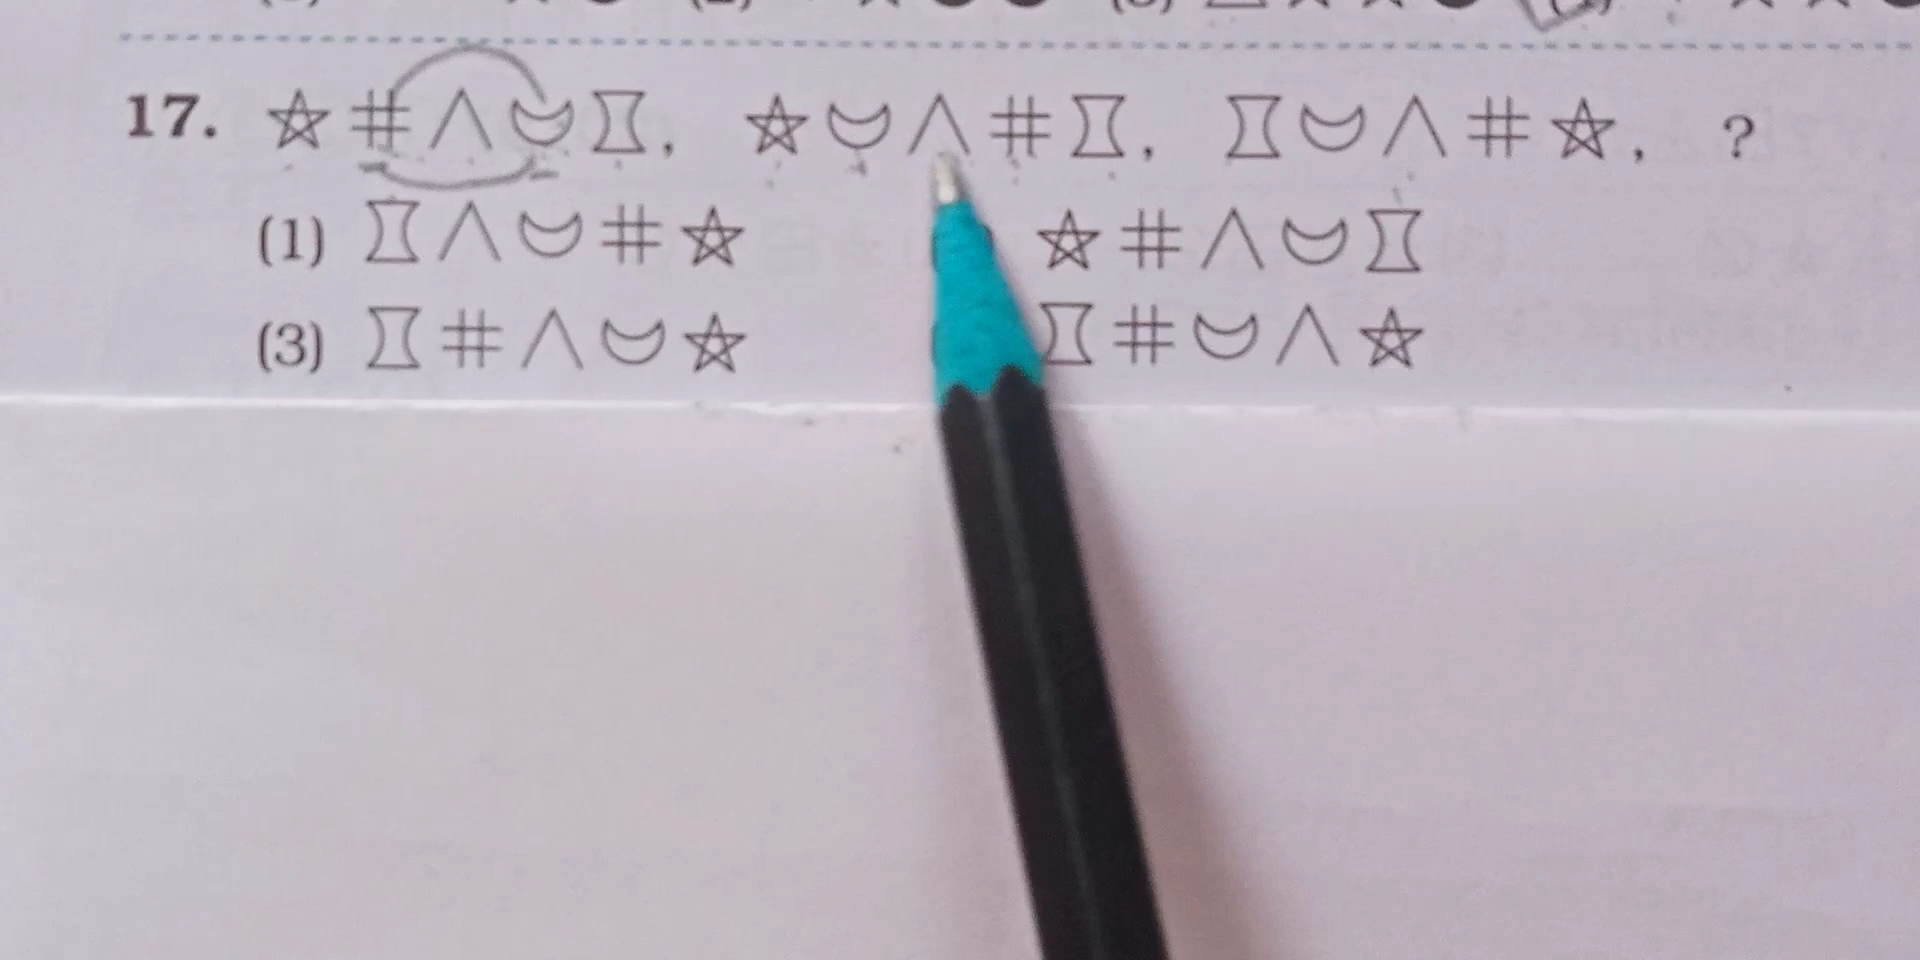 17. ☆ # ∧ ⌣ ⌶, ☆ ⌣ ∧ # ⌶, ⌶ ⌣ ∧ # ☆, ?
(1) ⌶ ∧ ⌣ # ☆ ☆ # ∧ ⌣ ⌶
(3) ⌶ # ∧ ⌣ ☆ ⌶ # ⌣ ∧ ☆